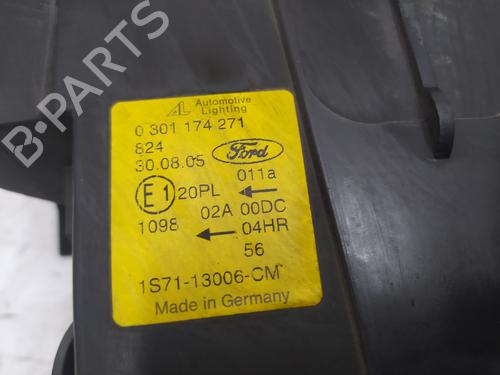 AL Automotive
Lighting
0 301 174 271
824
30.08.05
Ford
011a
E1 20PL
02A 00DC
1098
04HR
56
1S71-13006-CM
Made in Germany
B-PARTS